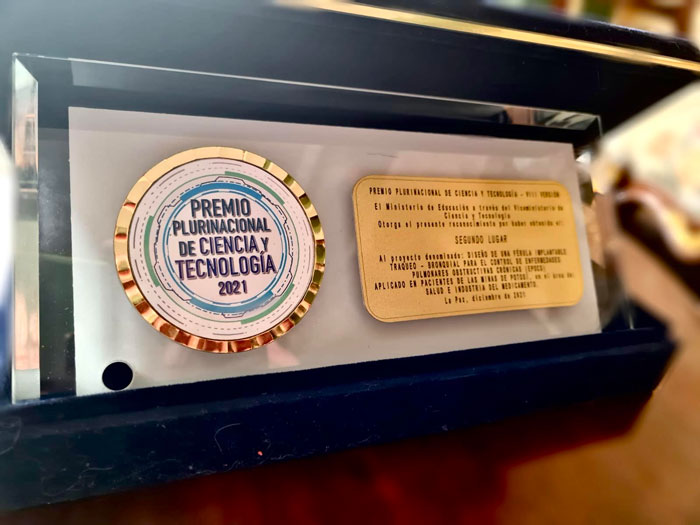 PREMIO
PLURINACIONAL
DE CIENCIA Y
TECNOLOGÍA
2021
PREMIO PLURINACIONAL DE CIENCIA Y TECNOLOGÍA - VIII VERSIÓN
El Ministerio de Educación a través del Viceministerio de
Ciencia y Tecnología
Otorga el presente reconocimiento por haber obtenido el:
SEGUNDO LUGAR
Al proyecto denominado: DISEÑO DE UNA FÉRULA IMPLANTABLE,
TRAQUEO - BRONQUIAL PARA EL CONTROL DE ENFERMEDADES
PULMONARES OBSTRUCTIVAS CRÓNICAS (EPOCS)
APLICADO EN PACIENTES DE LAS MINAS DE POTOSÍ, en el área de:
SALUD E INDUSTRIA DEL MEDICAMENTO.
La Paz, diciembre de 2021